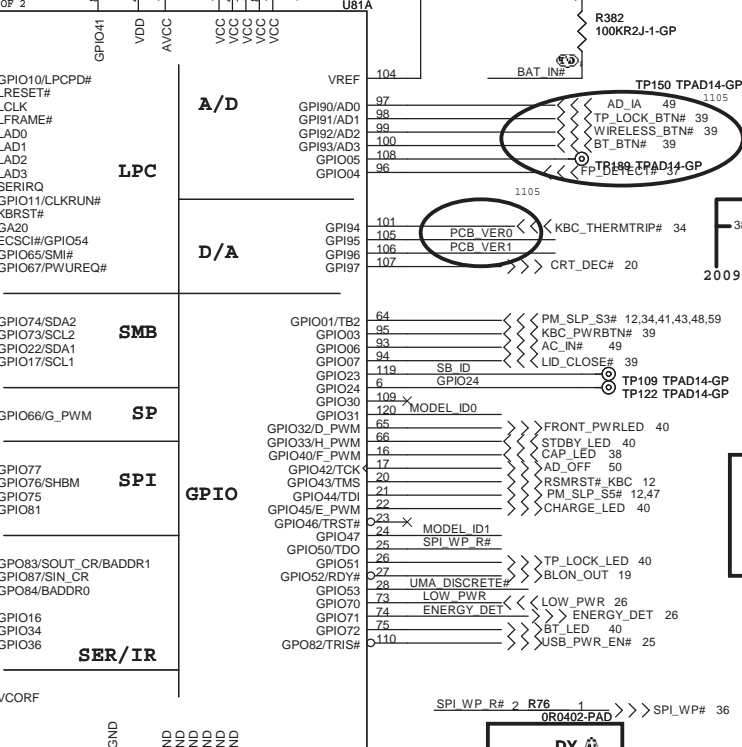 OF 2
U81A
GPIO41
VDD
AVCC
VCC
VCC
VCC
VCC
VCC
R382
100KR2J-1-GP
BAT_IN#
GPIO10/LPCPD#
LRESET#
LCLK
LFRAME#
LAD0
LAD1
LAD2
LAD3
SERIRQ
GPIO11/CLKRUN#
KBRST#
GA20
ECSCI#/GPIO54
GPIO65/SMI#
GPIO67/PWUREQ#
LPC
A/D
VREF 104
GPI90/AD0 97 AD_IA 49
GPI91/AD1 98 TP_LOCK_BTN# 39
GPI92/AD2 99 WIRELESS_BTN# 39
GPI93/AD3 100 BT_BTN# 39
GPIO05 108 TP189 TPAD14-GP
GPIO04 96 FP_DETECT# 37
TP150 TPAD14-GP
1105
1105
D/A
GPI94 101 KBC_THERMTRIP# 34
GPI95 105 PCB_VER0
GPI96 106 PCB_VER1
GPI97 107 CRT_DEC# 20
38
2009
GPIO74/SDA2
GPIO73/SCL2
GPIO22/SDA1
GPIO17/SCL1
SMB
GPIO66/G_PWM
SP
GPIO77
GPIO76/SHBM
GPIO75
GPIO81
SPI
GPIO
GPIO01/TB2 64 PM_SLP_S3# 12,34,41,43,48,59
GPIO03 95 KBC_PWRBTN# 39
GPIO06 93 AC_IN# 49
GPIO07 94 LID_CLOSE# 39
GPIO23 119 SB_ID TP109 TPAD14-GP
GPIO24 6 GPIO24 TP122 TPAD14-GP
GPIO30 109
GPIO31 120 MODEL_ID0
GPIO32/D_PWM 65 FRONT_PWRLED 40
GPIO33/H_PWM 66 STDBY_LED 40
GPIO40/F_PWM 16 CAP_LED 38
GPIO42/TCK 17 AD_OFF 50
GPIO43/TMS 20 RSMRST#_KBC 12
GPIO44/TDI 21 PM_SLP_S5# 12,47
GPIO45/E_PWM 22 CHARGE_LED 40
GPIO46/TRST# 23
GPIO47 24 MODEL_ID1
GPIO50/TDO 25 SPI_WP_R#
GPIO51 26 TP_LOCK_LED 40
GPIO52/RDY# 27 BLON_OUT 19
GPIO53 28 UMA_DISCRETE#
GPIO70 73 LOW_PWR LOW_PWR 26
GPIO71 74 ENERGY_DET ENERGY_DET 26
GPIO72 75 BT_LED 40
GPO82/TRIS# 110 USB_PWR_EN# 25
GPO83/SOUT_CR/BADDR1
GPIO87/SIN_CR
GPO84/BADDR0
GPIO16
GPIO34
GPIO36
SER/IR
VCORF
GND
ND
ND
ND
ND
ND
SPI_WP_R# 2 R76 1 SPI_WP# 36
0R0402-PAD
DY